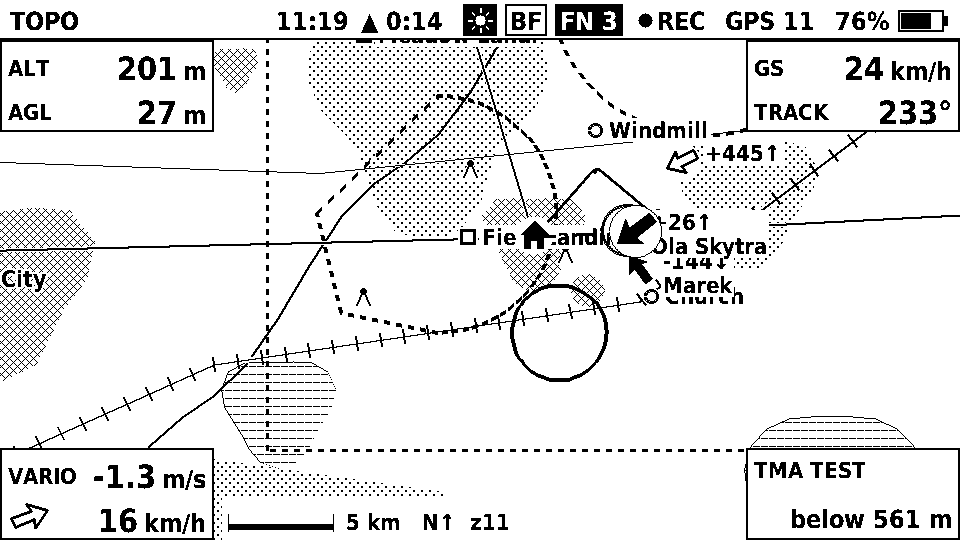 TOPO 11:19 ▲ 0:14 BF FN 3 REC GPS 11 76%
ALT 201 m
AGL 27 m
GS 24 km/h
TRACK 233°
Windmill
+445↑
-26↑
Ola Skytra
-144↓
Marek
Church
City
VARIO -1.3 m/s
16 km/h
5 km N↑ z11
TMA TEST
below 561 m